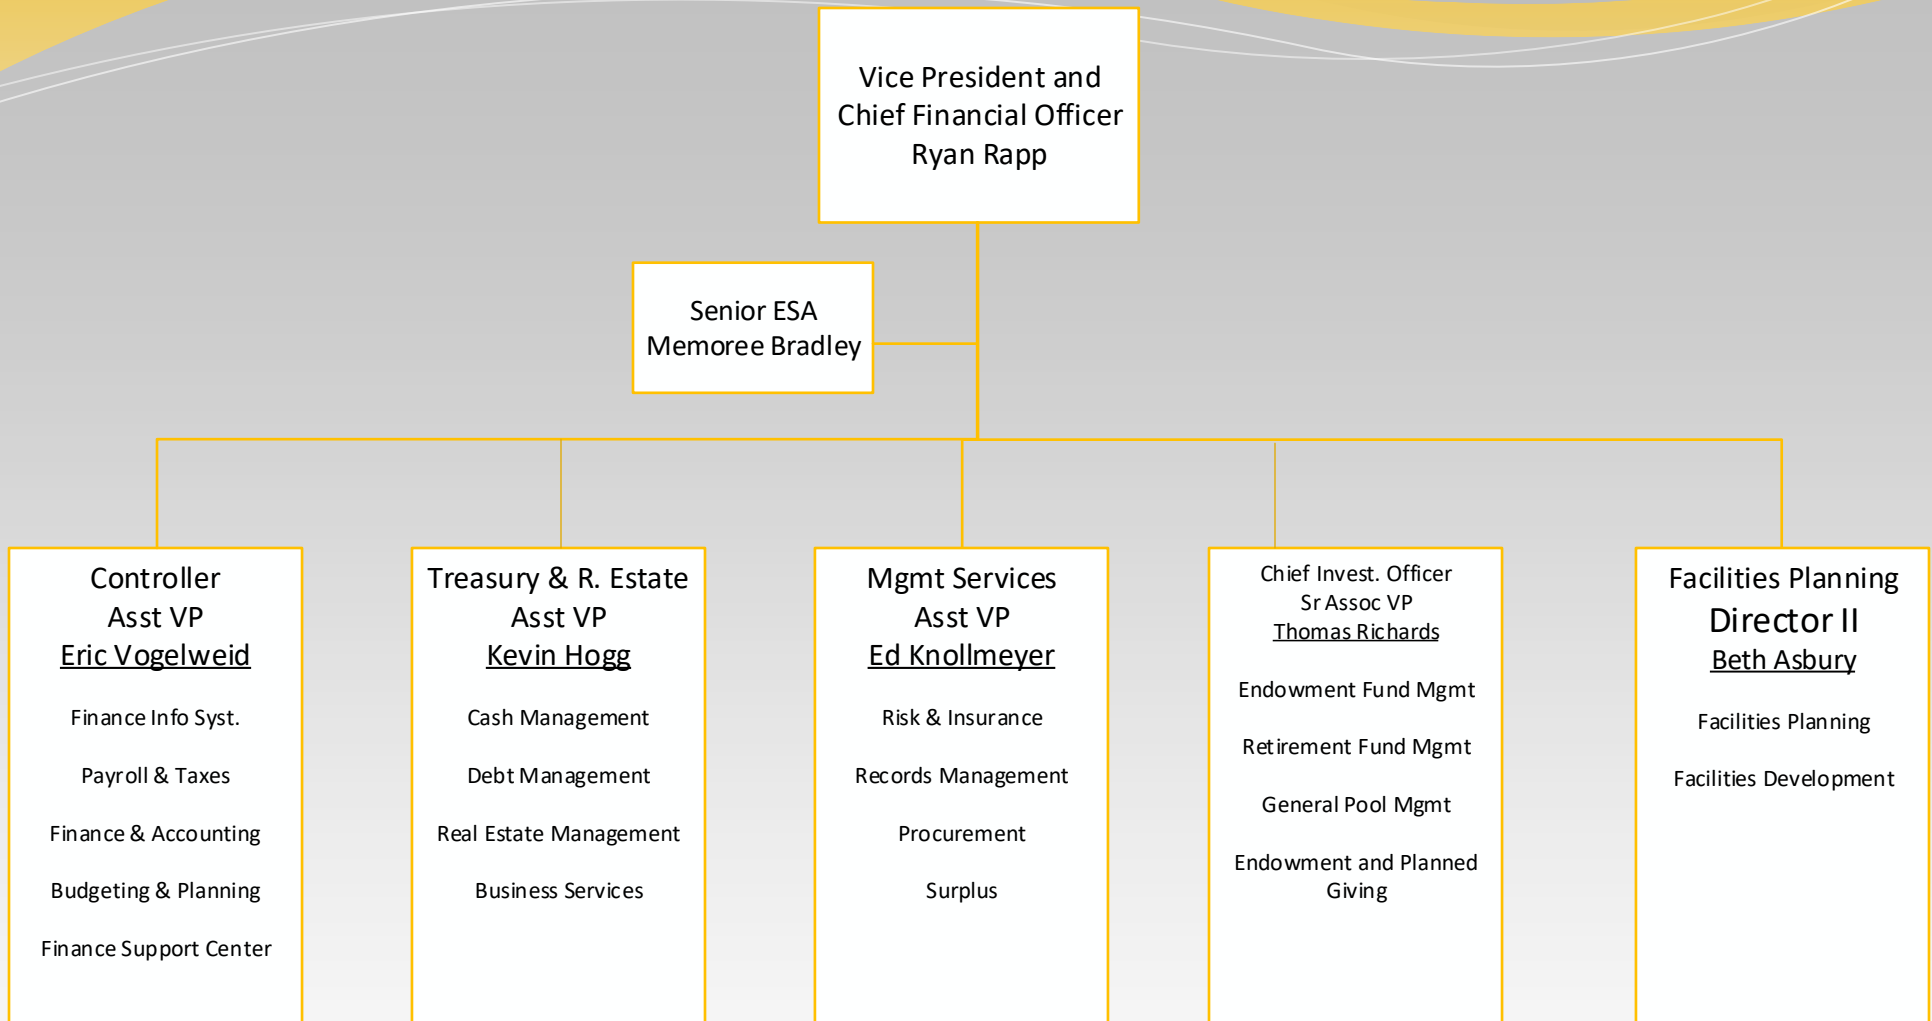 Vice President and
Chief Financial Officer
Ryan Rapp
Senior ESA
Memoree Bradley
Controller
Asst VP
Eric Vogelweid
Finance Info Syst.
Payroll & Taxes
Finance & Accounting
Budgeting & Planning
Finance Support Center
Treasury & R. Estate
Asst VP
Kevin Hogg
Cash Management
Debt Management
Real Estate Management
Business Services
Mgmt Services
Asst VP
Ed Knollmeyer
Risk & Insurance
Records Management
Procurement
Surplus
Chief Invest. Officer
Sr Assoc VP
Thomas Richards
Endowment Fund Mgmt
Retirement Fund Mgmt
General Pool Mgmt
Endowment and Planned
Giving
Facilities Planning
Director II
Beth Asbury
Facilities Planning
Facilities Development